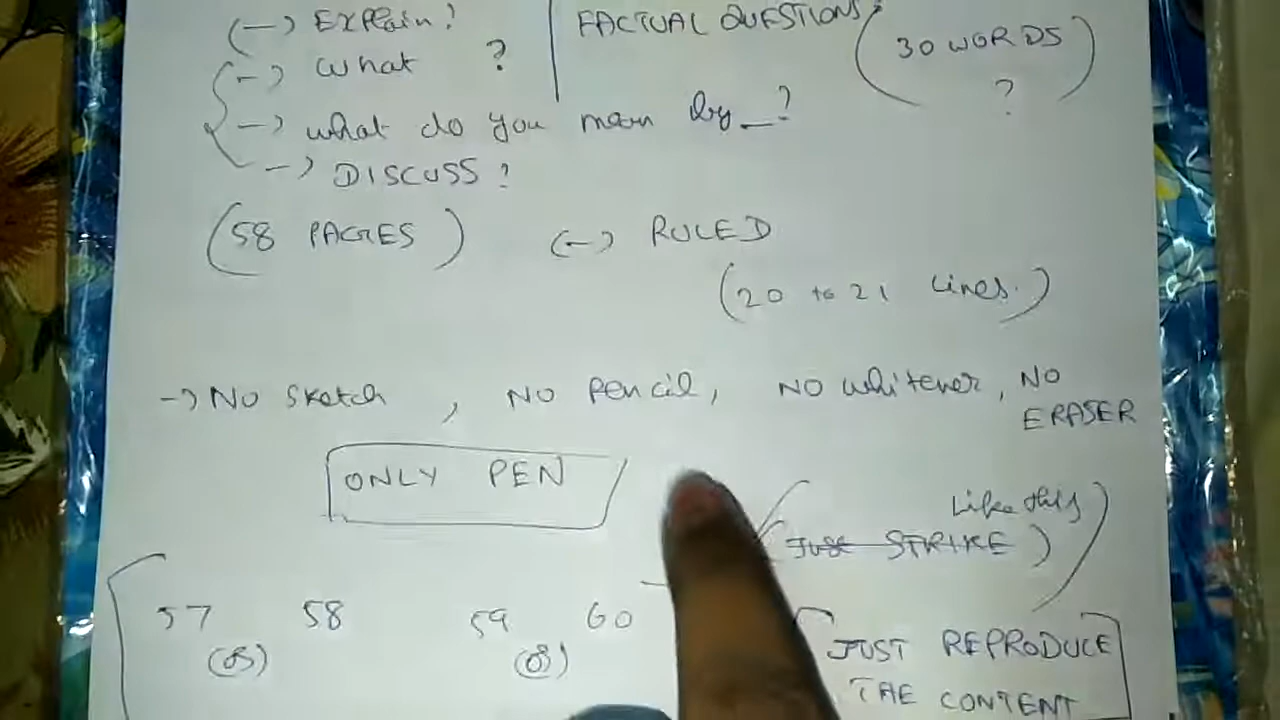 (-) Explain?
FACTUAL QUESTIONS
(30 WORDS)
?
-) What ?
-) what do you mean by _?
-) DISCUSS?
(58 PAGES) (-) RULED
(20 to 21 Lines.)
-) No Sketch, NO Pencil, NO whitener, NO
ERASER
ONLY PEN
Like this
(JUST STRIKE)
57 58 59 60
(or) (or)
JUST REPRODUCE
THE CONTENT